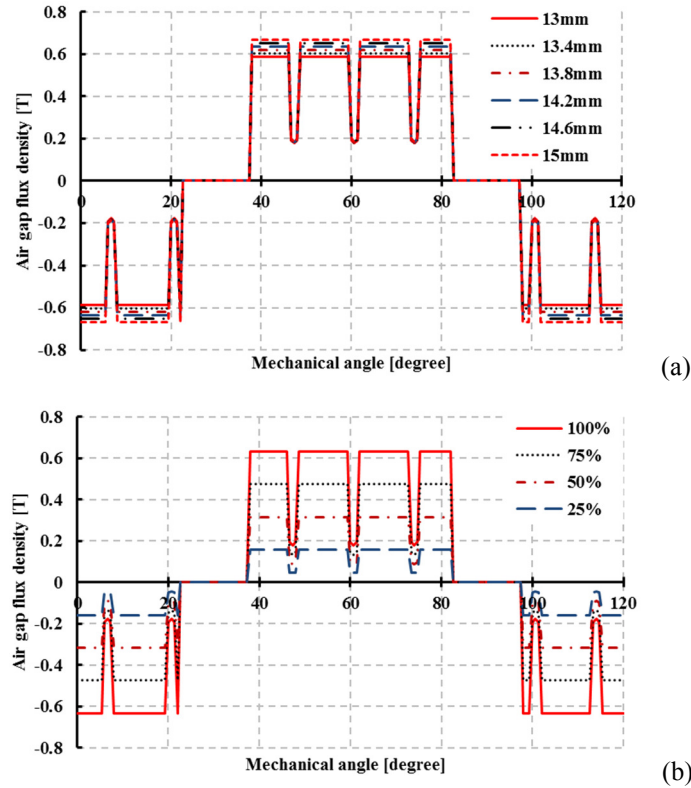 0.8
0.6
0.4
0.2
0
-0.2
-0.4
-0.6
-0.8
Air gap flux density [T]
0 20 40 60 80 100 120
Mechanical angle [degree]
13mm
13.4mm
13.8mm
14.2mm
14.6mm
15mm
(a)
0.8
0.6
0.4
0.2
0
-0.2
-0.4
-0.6
-0.8
Air gap flux density [T]
0 20 40 60 80 100 120
Mechanical angle [degree]
100%
75%
50%
25%
(b)